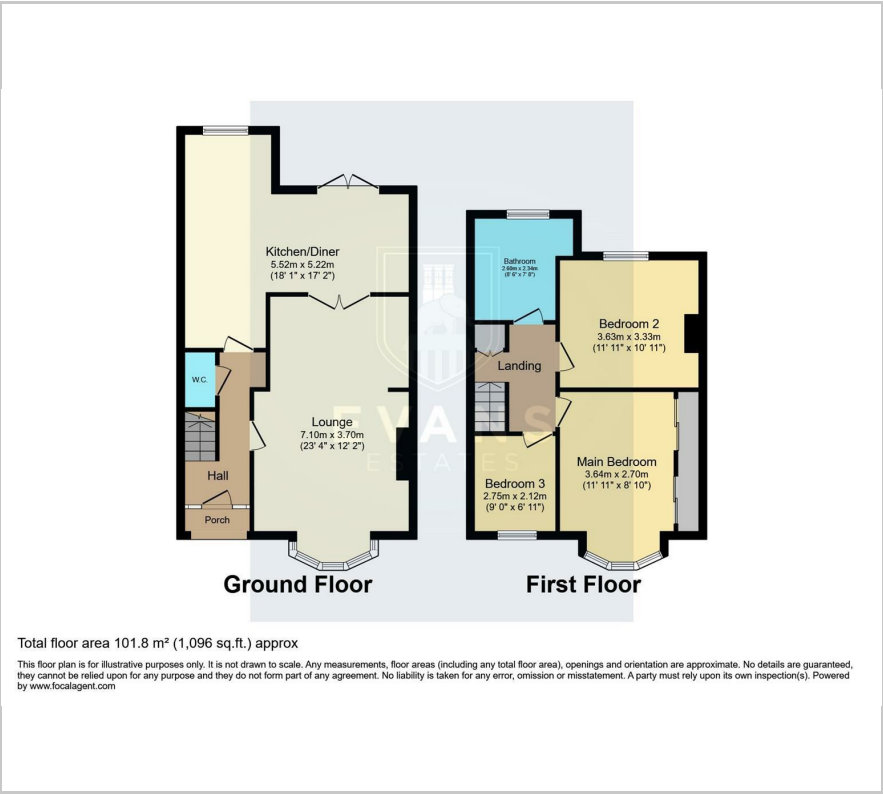 Kitchen/Diner
5.52m x 5.22m
(18' 1" x 17' 2")
W.C.
Lounge
7.10m x 3.70m
(23' 4" x 12' 2")
Hall
Porch
Ground Floor
Bathroom
2.60m x 2.34m
(8' 6" x 7' 8")
Bedroom 2
3.63m x 3.33m
(11' 11" x 10' 11")
Landing
Main Bedroom
3.64m x 2.70m
(11' 11" x 8' 10")
Bedroom 3
2.75m x 2.12m
(9' 0" x 6' 11")
First Floor
EVANS
ESTATES
Total floor area 101.8 m² (1,096 sq.ft.) approx
This floor plan is for illustrative purposes only. It is not drawn to scale. Any measurements, floor areas (including any total floor area), openings and orientation are approximate. No details are guaranteed,
they cannot be relied upon for any purpose and they do not form part of any agreement. No liability is taken for any error, omission or misstatement. A party must rely upon its own inspection(s). Powered
by www.focalagent.com